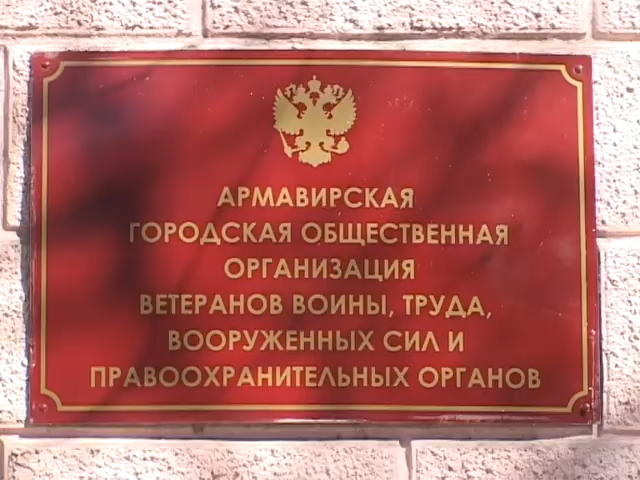 АРМАВИРСКАЯ
ГОРОДСКАЯ ОБЩЕСТВЕННАЯ
ОРГАНИЗАЦИЯ
ВЕТЕРАНОВ ВОИНЫ, ТРУДА,
ВООРУЖЕННЫХ СИЛ И
ПРАВООХРАНИТЕЛЬНЫХ ОРГАНОВ